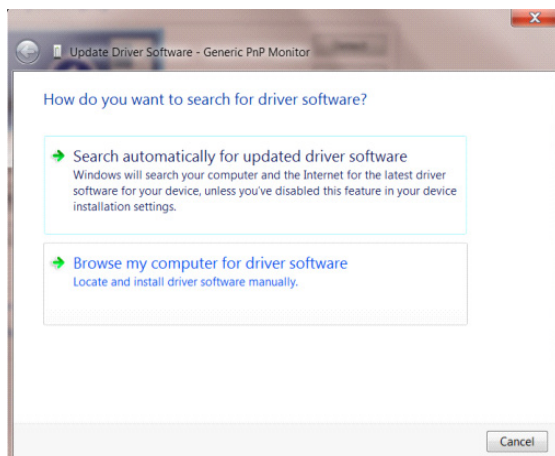 Update Driver Software - Generic PnP Monitor
How do you want to search for driver software?
Search automatically for updated driver software
Windows will search your computer and the Internet for the latest driver
software for your device, unless you've disabled this feature in your device
installation settings.
Browse my computer for driver software
Locate and install driver software manually.
Cancel